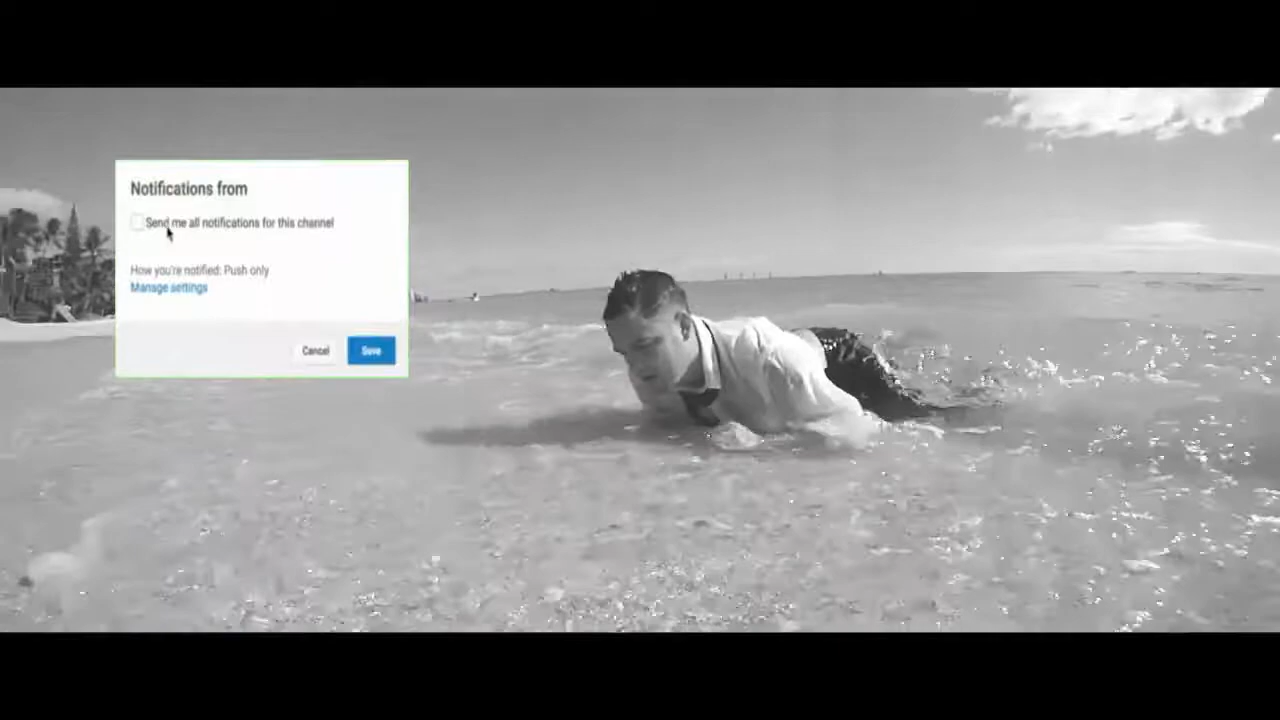 Notifications from
Send me all notifications for this channel
How you're notified: Push only
Manage settings
Cancel
Save